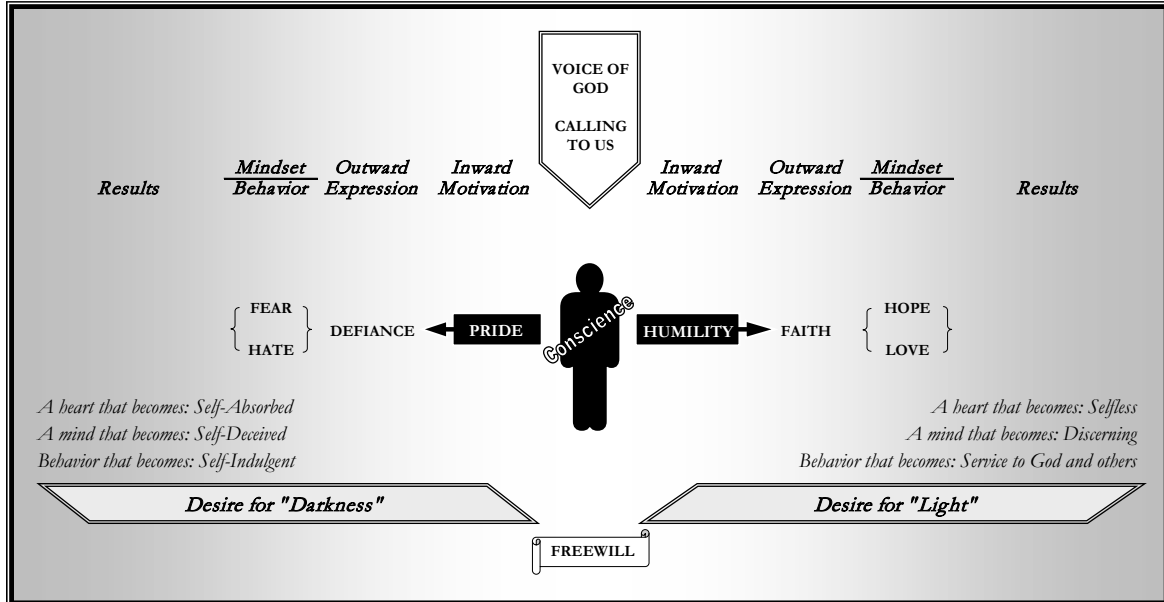 VOICE OF
GOD
CALLING
TO US
Results
Mindset
Behavior
Outward
Expression
Inward
Motivation
Inward
Motivation
Outward
Expression
Mindset
Behavior
Results
FEAR
HATE
DEFIANCE
PRIDE
Conscience
HUMILITY
FAITH
HOPE
LOVE
A heart that becomes: Self-Absorbed
A mind that becomes: Self-Deceived
Behavior that becomes: Self-Indulgent
A heart that becomes: Selfless
A mind that becomes: Discerning
Behavior that becomes: Service to God and others
Desire for "Darkness"
Desire for "Light"
FREEWILL